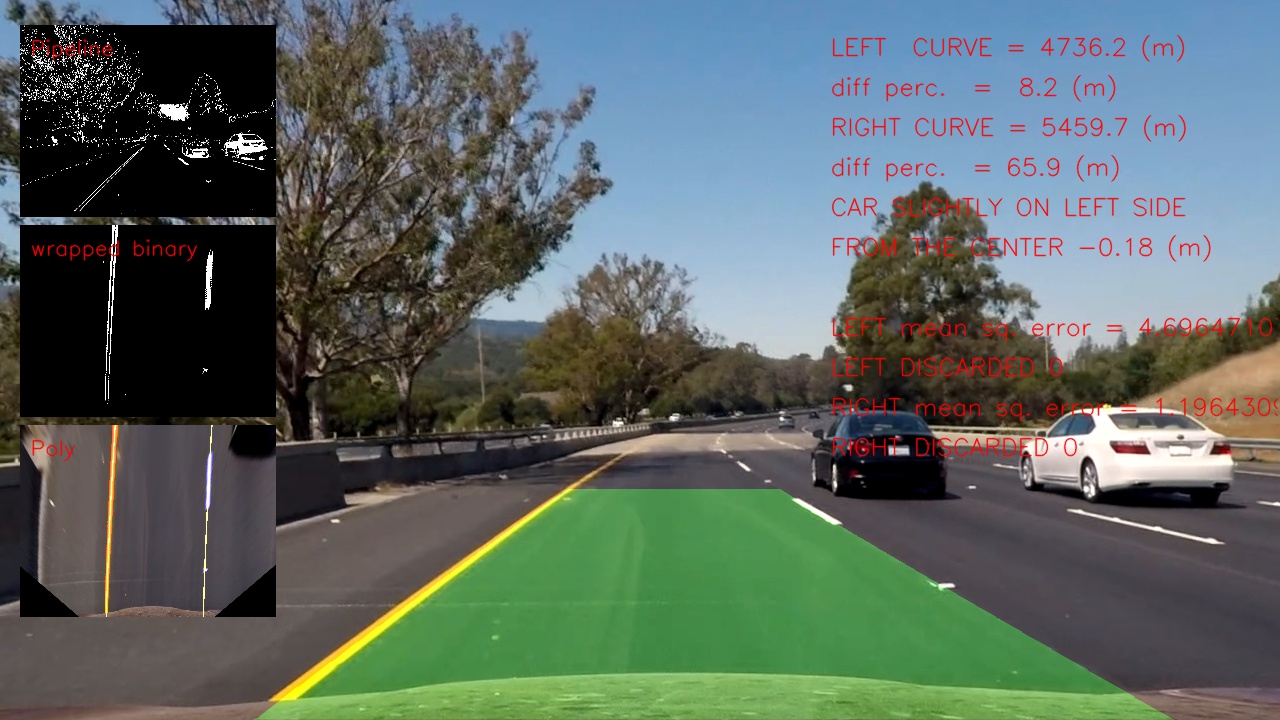 Pipeline
wrapped binary
Poly
LEFT CURVE = 4736.2 (m)
diff perc. = 8.2 (m)
RIGHT CURVE = 5459.7 (m)
diff perc. = 65.9 (m)
CAR SLIGHTLY ON LEFT SIDE
FROM THE CENTER -0.18 (m)
LEFT mean sq. error = 4.6964710
LEFT DISCARDED 0
RIGHT mean sq. error = 1.1964309
RIGHT DISCARDED 0